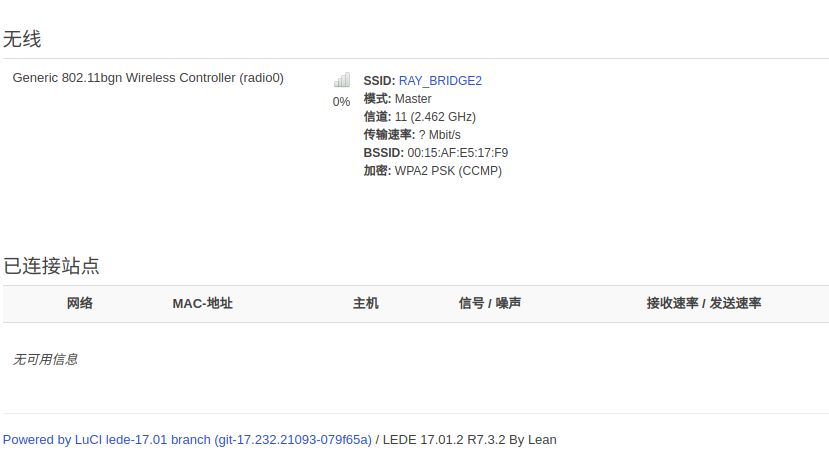 无线
Generic 802.11bgn Wireless Controller (radio0)
0%
SSID: RAY_BRIDGE2
模式: Master
信道: 11 (2.462 GHz)
传输速率: ? Mbit/s
BSSID: 00:15:AF:E5:17:F9
加密: WPA2 PSK (CCMP)
已连接站点
网络 MAC-地址 主机 信号 / 噪声 接收速率 / 发送速率
无可用信息
Powered by LuCI lede-17.01 branch (git-17.232.21093-079f65a) / LEDE 17.01.2 R7.3.2 By Lean